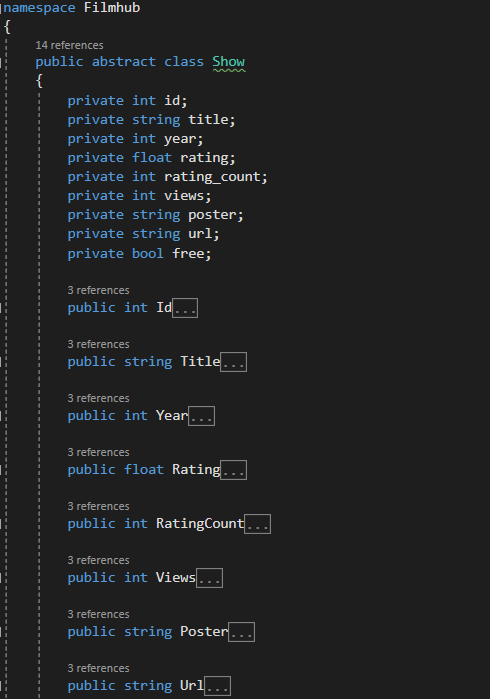 namespace Filmhub
{
14 references
public abstract class Show
{
private int id;
private string title;
private int year;
private float rating;
private int rating_count;
private int views;
private string poster;
private string url;
private bool free;
3 references
public int Id...
3 references
public string Title...
3 references
public int Year...
3 references
public float Rating...
3 references
public int RatingCount...
3 references
public int Views...
3 references
public string Poster...
3 references
public string Url...